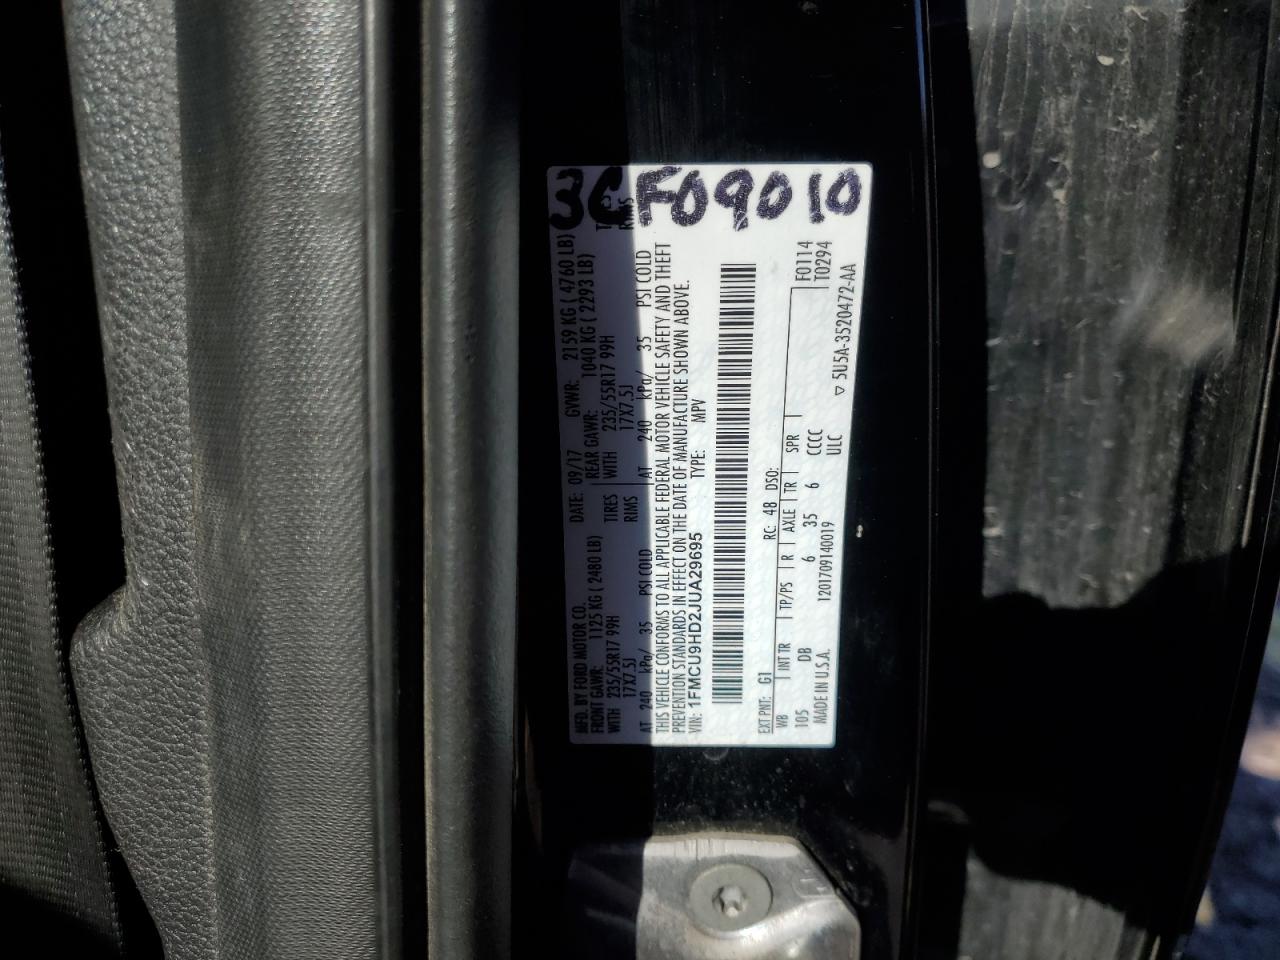 3CF09010
MFD. BY FORD MOTOR CO.
DATE: 09/17 GVWR: 2159 KG ( 4760 LB)
FRONT GAWR: 1125 KG ( 2480 LB)
REAR GAWR: 1040 KG ( 2293 LB)
WITH 235/55R17 99H TIRES
WITH 235/55R17 99H
17X7.5J RIMS
17X7.5J RIMS
AT 240 kPa/ 35 PSI COLD
AT 240 kPa/ 35 PSI COLD
THIS VEHICLE CONFORMS TO ALL APPLICABLE FEDERAL MOTOR VEHICLE SAFETY AND THEFT
PREVENTION STANDARDS IN EFFECT ON THE DATE OF MANUFACTURE SHOWN ABOVE.
VIN: 1FMCU9HD2JUA29695 TYPE: MPV
EXT PNT: G1 RC: 48 DSO:
WB INT TR TP/PS R AXLE TR SPR F0114
105 DB 6 35 6 CCCC T0294
ULC
MADE IN U.S.A. 1201709140019
▽ 5U5A-3520472-AA